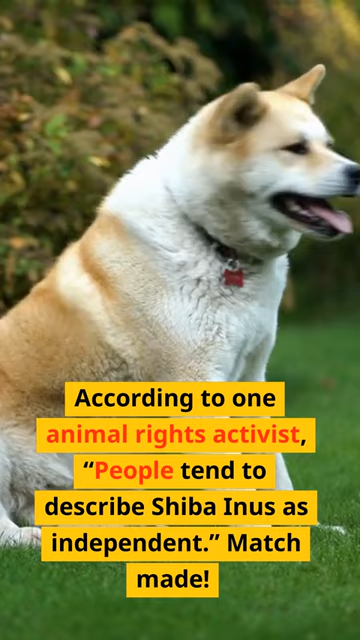 According to one
animal rights activist,
“People tend to
describe Shiba Inus as
independent.” Match
made!